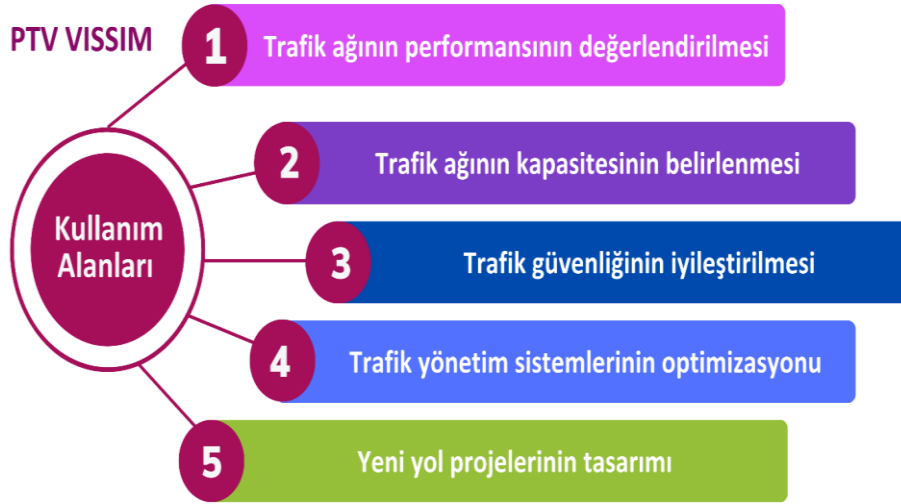 PTV VISSIM
Kullanım
Alanları
1
Trafik ağının performansının değerlendirilmesi
2
Trafik ağının kapasitesinin belirlenmesi
3
Trafik güvenliğinin iyileştirilmesi
4
Trafik yönetim sistemlerinin optimizasyonu
5
Yeni yol projelerinin tasarımı